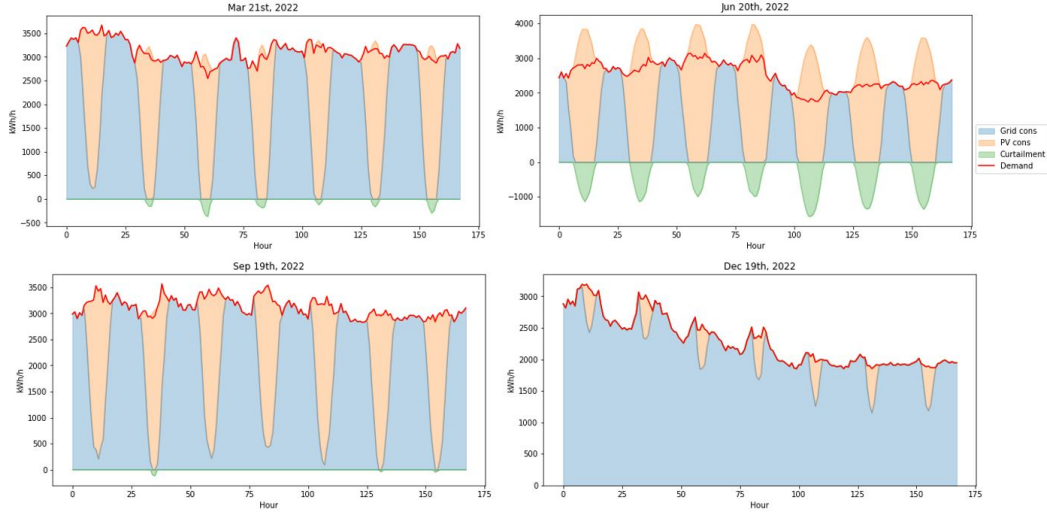 Mar 21st, 2022
3500
3000
2500
2000
1500
1000
500
0
−500
kWh/h
0 25 50 75 100 125 150 175
Hour
Jun 20th, 2022
4000
3000
2000
1000
0
−1000
kWh/h
0 25 50 75 100 125 150 175
Hour
Grid cons
PV cons
Curtailment
Demand
Sep 19th, 2022
3500
3000
2500
2000
1500
1000
500
0
kWh/h
0 25 50 75 100 125 150 175
Hour
Dec 19th, 2022
3000
2500
2000
1500
1000
500
0
kWh/h
0 25 50 75 100 125 150 175
Hour